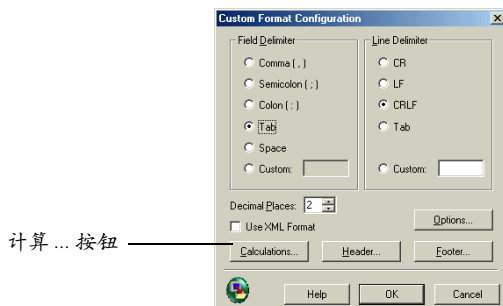 Custom Format Configuration
Field Delimiter
Comma ( , )
Semicolon ( ; )
Colon ( : )
Tab
Space
Custom:
Line Delimiter
CR
LF
CRLF
Tab
Custom:
Decimal Places: 2
Use XML Format
Options...
计算 ... 按钮
Calculations...
Header...
Footer...
Help
OK
Cancel